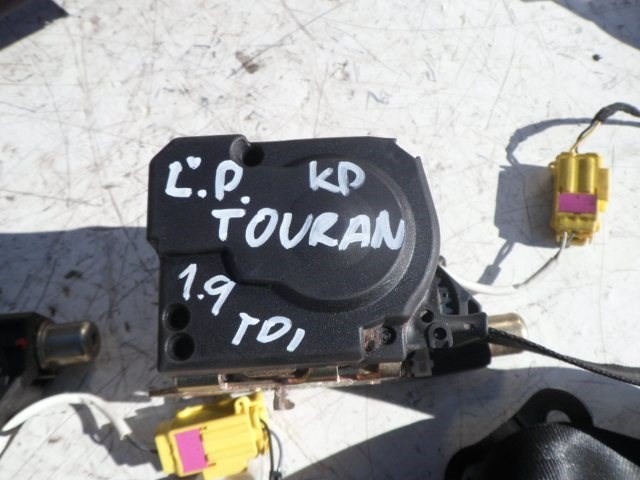 L.P. KP
TOURAN
1.9
TDI